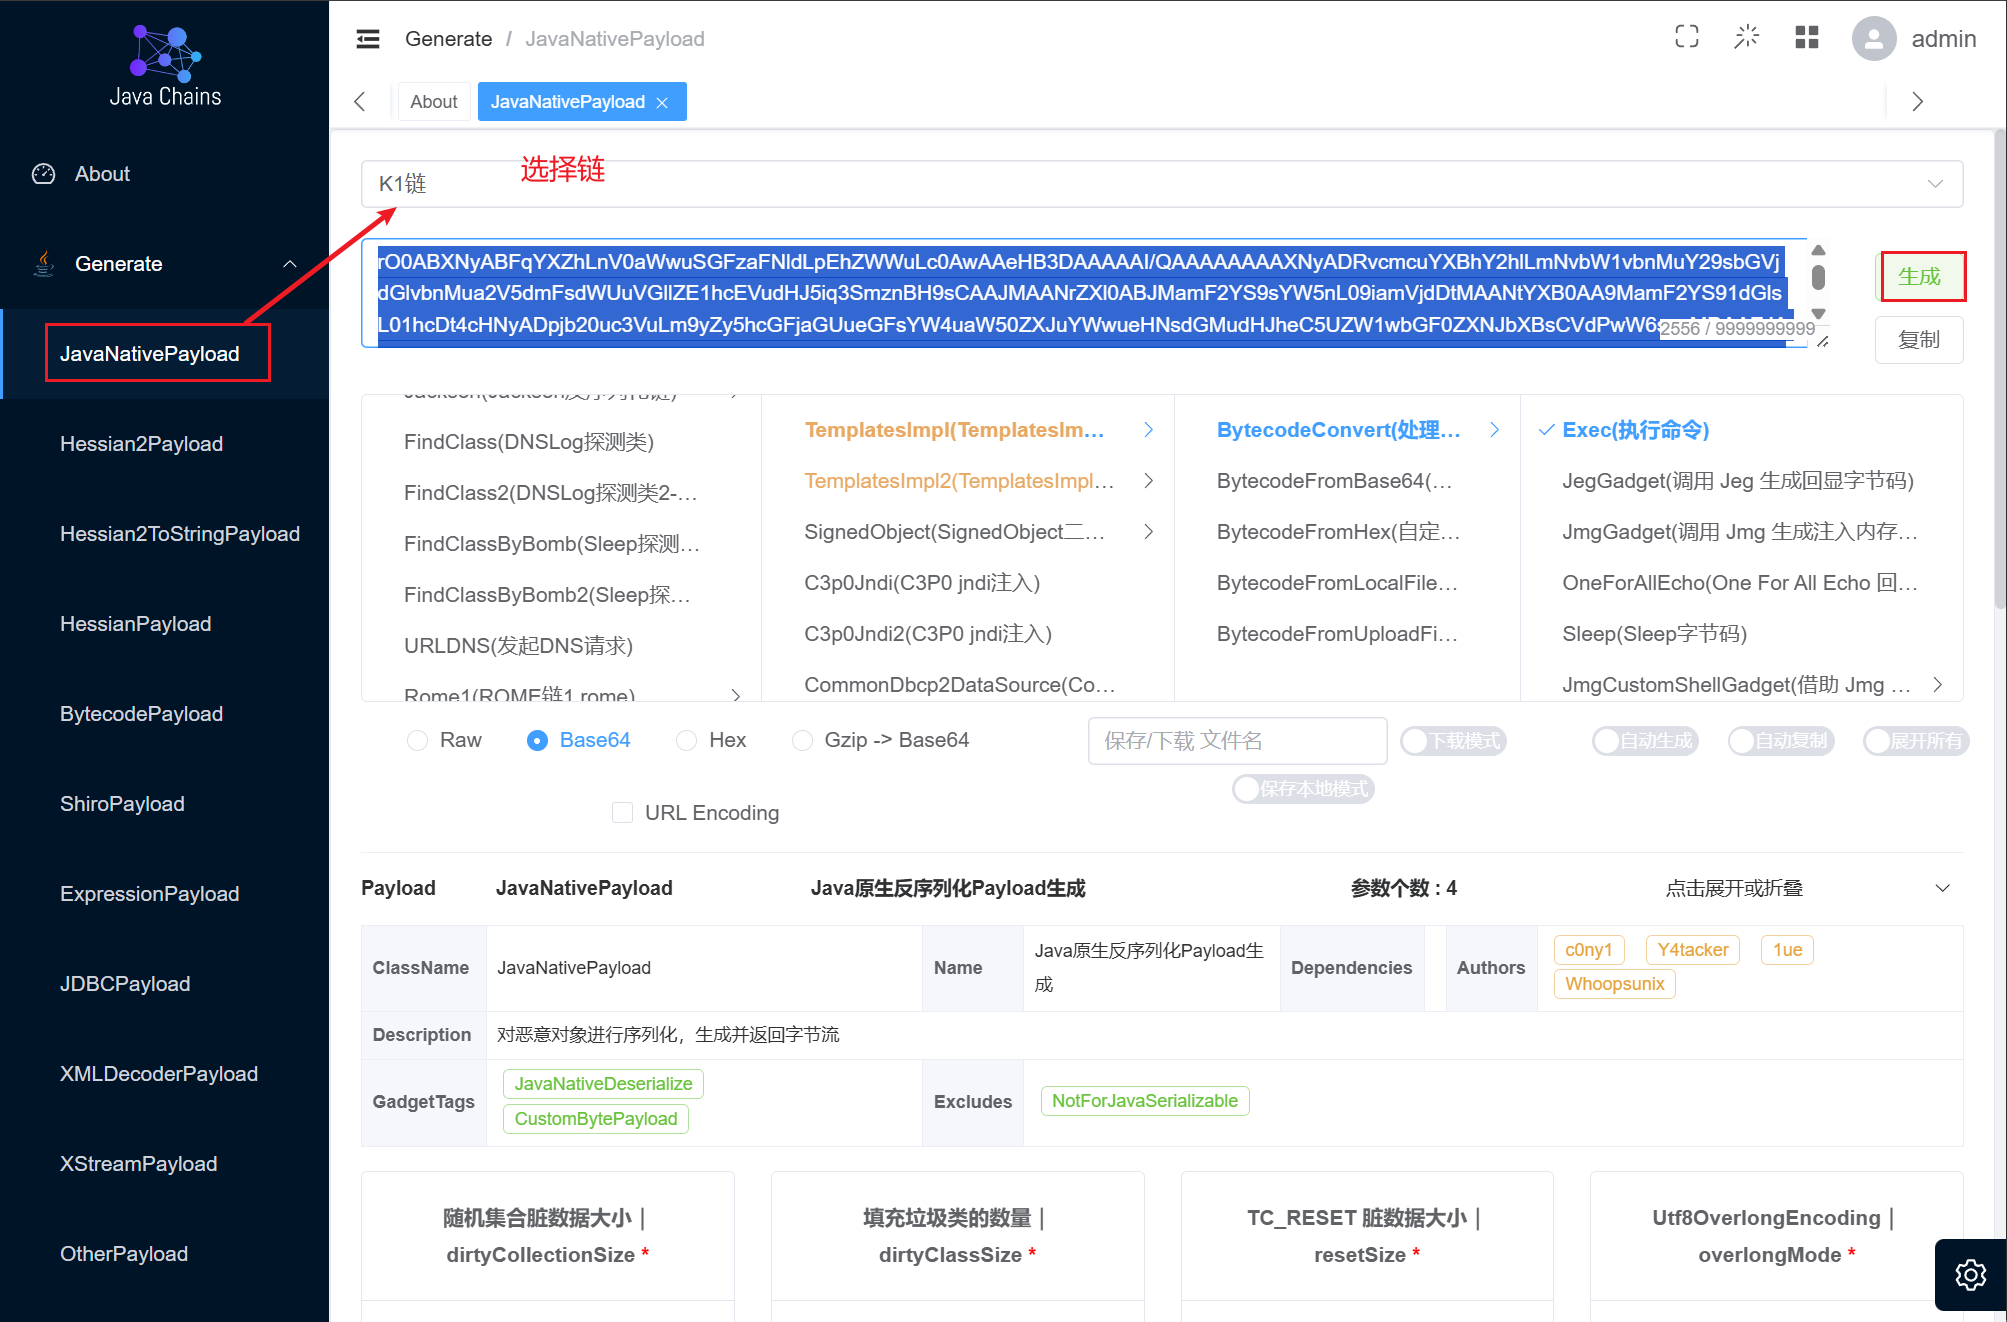 Java Chains
About
Generate
JavaNativePayload
Hessian2Payload
Hessian2ToStringPayload
HessianPayload
BytecodePayload
ShiroPayload
ExpressionPayload
JDBCPayload
XMLDecoderPayload
XStreamPayload
OtherPayload
Generate / JavaNativePayload
admin
About
JavaNativePayload
选择链
K1链
2556 / 9999999999
生成
复制
FindClass(DNSLog探测类)
FindClass2(DNSLog探测类2-...
FindClassByBomb(Sleep探测...
FindClassByBomb2(Sleep探...
URLDNS(发起DNS请求)
Rome1(ROME链1 rome)
TemplatesImpl(TemplatesIm...
TemplatesImpl2(TemplatesImpl...
SignedObject(SignedObject二...
C3p0Jndi(C3P0 jndi注入)
C3p0Jndi2(C3P0 jndi注入)
CommonDbcp2DataSource(Co...
BytecodeConvert(处理...
BytecodeFromBase64(...
BytecodeFromHex(自定...
BytecodeFromLocalFile...
BytecodeFromUploadFi...
Exec(执行命令)
JegGadget(调用 Jeg 生成回显字节码)
JmgGadget(调用 Jmg 生成注入内存...
OneForAllEcho(One For All Echo 回...
Sleep(Sleep字节码)
JmgCustomShellGadget(借助 Jmg ...
Raw
Base64
Hex
Gzip -> Base64
保存/下载 文件名
下载模式
自动生成
自动复制
展开所有
保存本地模式
URL Encoding
Payload
JavaNativePayload
Java原生反序列化Payload生成
参数个数 : 4
点击展开或折叠
ClassName
JavaNativePayload
Name
Java原生反序列化Payload生
成
Dependencies
Authors
c0ny1
Y4tacker
1ue
Whoopsunix
Description
对恶意对象进行序列化，生成并返回字节流
GadgetTags
JavaNativeDeserialize
CustomBytePayload
Excludes
NotForJavaSerializable
随机集合脏数据大小 |
dirtyCollectionSize *
填充垃圾类的数量 |
dirtyClassSize *
TC_RESET 脏数据大小 |
resetSize *
Utf8OverlongEncoding |
overlongMode *